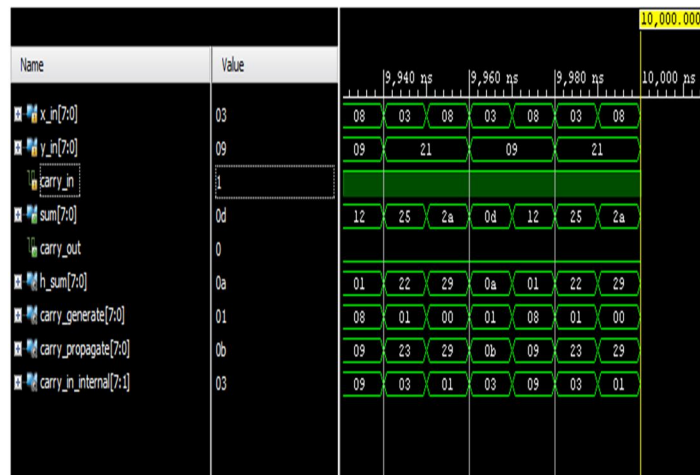 10,000.000
Name Value
9,940 ns 9,960 ns 9,980 ns 10,000 ns
x_in[7:0] 03 08 03 08 03 08 03 08
y_in[7:0] 09 09 21 09 21
carry_in 1
sum[7:0] 0d 12 25 2a 0d 12 25 2a
carry_out 0
h_sum[7:0] 0a 01 22 29 0a 01 22 29
carry_generate[7:0] 01 08 01 00 01 08 01 00
carry_propagate[7:0] 0b 09 23 29 0b 09 23 29
carry_in_internal[7:1] 03 09 03 01 03 09 03 01